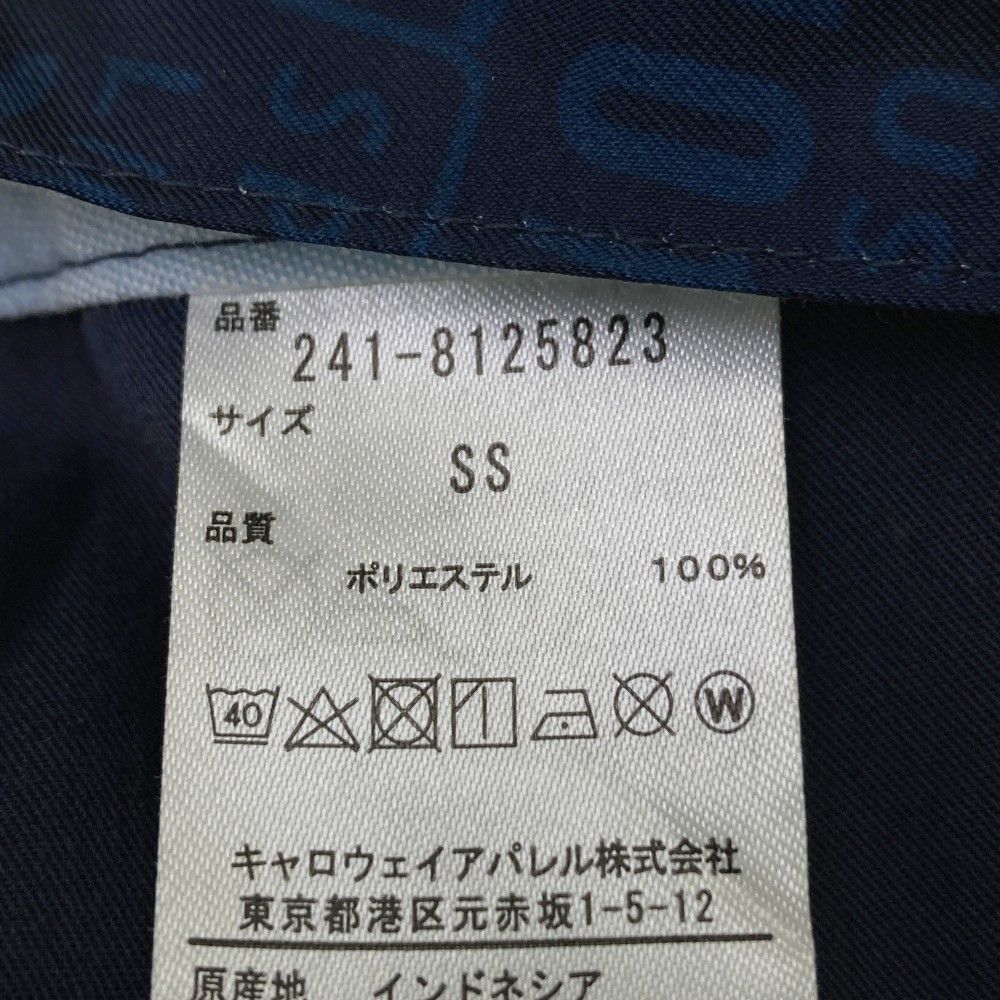 品番
241-8125823
サイズ
SS
品質
ポリエステル 100%
40 W
キャロウェイアパレル株式会社
東京都港区元赤坂1-5-12
原産地 インドネシア